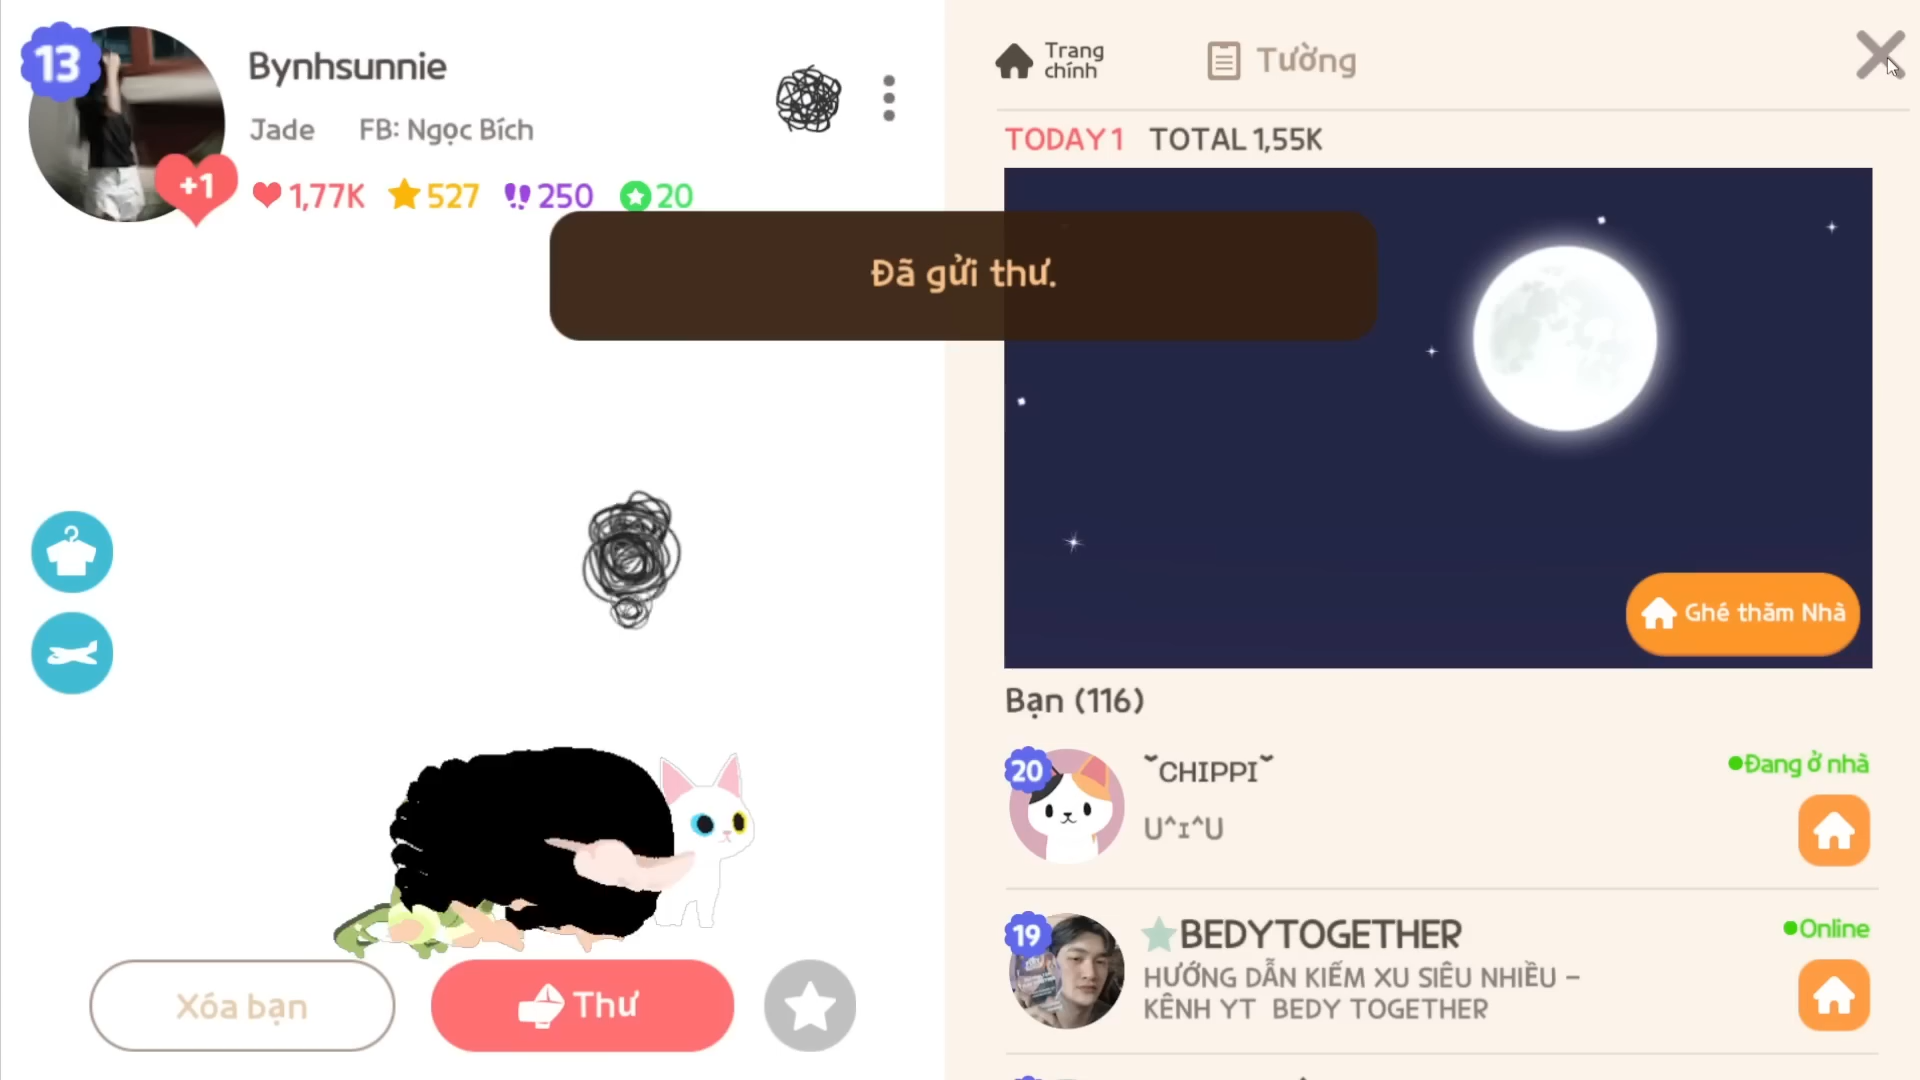 13
Bynhsunnie
Jade FB: Ngọc Bích
+1
1,77K 527 250 20
Đã gửi thư.
Xóa bạn
Thư
Trang chính
Tường
TODAY 1 TOTAL 1,55K
Ghé thăm Nhà
Bạn (116)
20
˘CHIPPI˘
Đang ở nhà
U^ɪ^U
19
BEDYTOGETHER
Online
HƯỚNG DẪN KIẾM XU SIÊU NHIỀU –
KÊNH YT BEDY TOGETHER